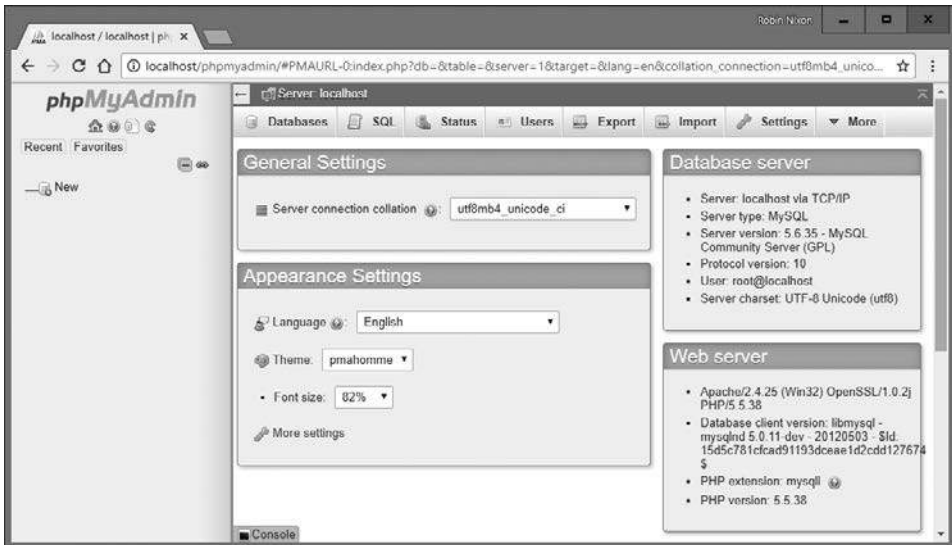 Robin Nixon
localhost / localhost | ph
localhost/phpmyadmin/#PMAURL-0:index.php?db=&table=&server=1&target=&lang=en&collation_connection=utf8mb4_unico...
phpMyAdmin
Recent Favorites
New
Server: localhost
Databases SQL Status Users Export Import Settings More
General Settings
Server connection collation : utf8mb4_unicode_ci
Appearance Settings
Language : English
Theme: pmahomme
• Font size: 82%
More settings
Console
Database server
• Server: localhost via TCP/IP
• Server type: MySQL
• Server version: 5.6.35 - MySQL
Community Server (GPL)
• Protocol version: 10
• User: root@localhost
• Server charset: UTF-8 Unicode (utf8)
Web server
• Apache/2.4.25 (Win32) OpenSSL/1.0.2j
PHP/5.5.38
• Database client version: libmysql -
mysqlnd 5.0.11-dev - 20120503 - $Id:
15d5c781cfcad91193dceae1d2cdd127674
$
• PHP extension: mysqli
• PHP version: 5.5.38